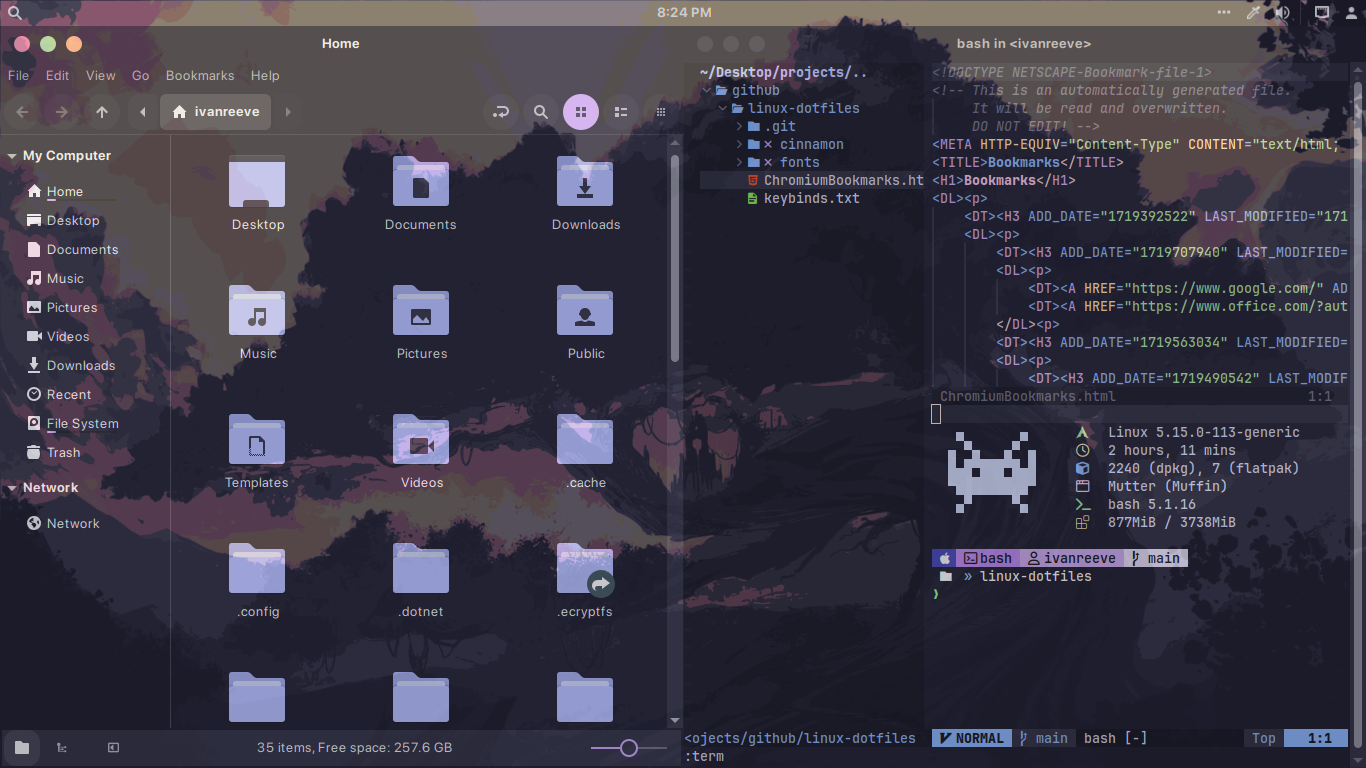 8:24 PM
Home
File Edit View Go Bookmarks Help
ivanreeve
My Computer
Home
Desktop
Documents
Music
Pictures
Videos
Downloads
Recent
File System
Trash
Network
Network
Desktop Documents Downloads
Music Pictures Public
Templates Videos .cache
.config .dotnet .ecryptfs
35 items, Free space: 257.6 GB
bash in <ivanreeve>
~/Desktop/projects/..
github
linux-dotfiles
.git
cinnamon
fonts
ChromiumBookmarks.ht
keybinds.txt
<ojects/github/linux-dotfiles
:term
<!DOCTYPE NETSCAPE-Bookmark-file-1>
<!-- This is an automatically generated file.
It will be read and overwritten.
DO NOT EDIT! -->
<META HTTP-EQUIV="Content-Type" CONTENT="text/html;
<TITLE>Bookmarks</TITLE>
<H1>Bookmarks</H1>
<DL><p>
<DT><H3 ADD_DATE="1719392522" LAST_MODIFIED="171
<DL><p>
<DT><H3 ADD_DATE="1719707940" LAST_MODIFIED=
<DL><p>
<DT><A HREF="https://www.google.com/" AD
<DT><A HREF="https://www.office.com/?aut
</DL><p>
<DT><H3 ADD_DATE="1719563034" LAST_MODIFIED=
<DL><p>
<DT><H3 ADD_DATE="1719490542" LAST_MODIF
ChromiumBookmarks.html 1:1
Linux 5.15.0-113-generic
2 hours, 11 mins
2240 (dpkg), 7 (flatpak)
Mutter (Muffin)
bash 5.1.16
877MiB / 3738MiB
bash ivanreeve main
» linux-dotfiles
❯
NORMAL main bash [-] Top 1:1